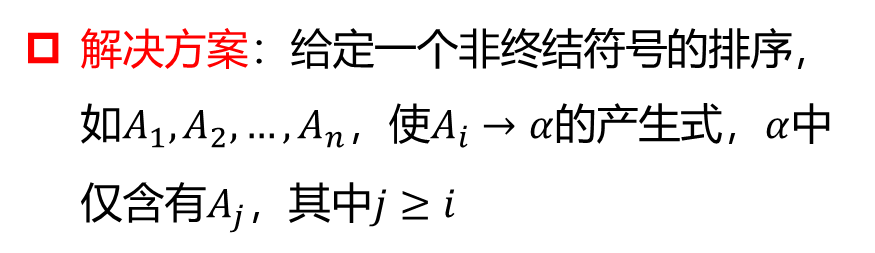 解决方案：给定一个非终结符号的排序，
如A₁, A₂, …, Aₙ，使Aᵢ → α的产生式，α中
仅含有Aⱼ，其中j ≥ i